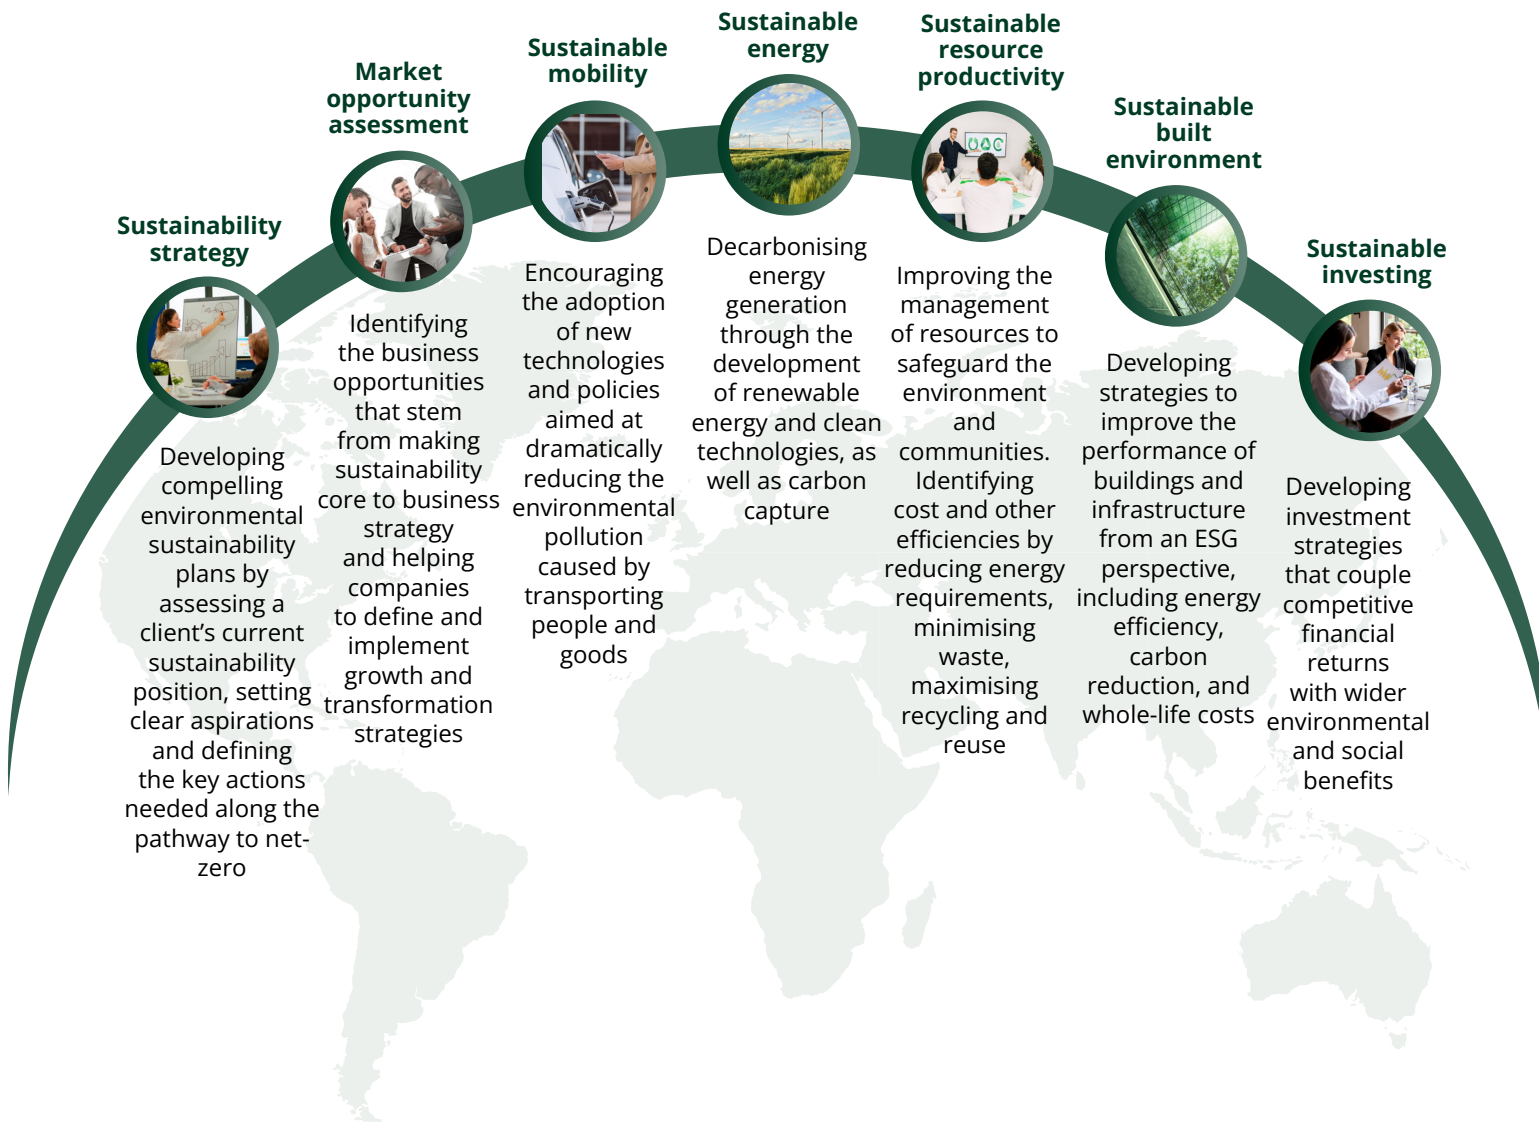 Sustainability
strategy
Developing
compelling
environmental
sustainability
plans by
assessing a
client’s current
sustainability
position, setting
clear aspirations
and defining
the key actions
needed along the
pathway to net-
zero
Market
opportunity
assessment
Identifying
the business
opportunities
that stem
from making
sustainability
core to business
strategy
and helping
companies
to define and
implement
growth and
transformation
strategies
Sustainable
mobility
Encouraging
the adoption
of new
technologies
and policies
aimed at
dramatically
reducing the
environmental
pollution
caused by
transporting
people and
goods
Sustainable
energy
Decarbonising
energy
generation
through the
development
of renewable
energy and clean
technologies, as
well as carbon
capture
Sustainable
resource
productivity
Improving the
management
of resources to
safeguard the
environment
and
communities.
Identifying
cost and other
efficiencies by
reducing energy
requirements,
minimising
waste,
maximising
recycling and
reuse
Sustainable
built
environment
Developing
strategies to
improve the
performance of
buildings and
infrastructure
from an ESG
perspective,
including energy
efficiency,
carbon
reduction, and
whole-life costs
Sustainable
investing
Developing
investment
strategies
that couple
competitive
financial
returns
with wider
environmental
and social
benefits